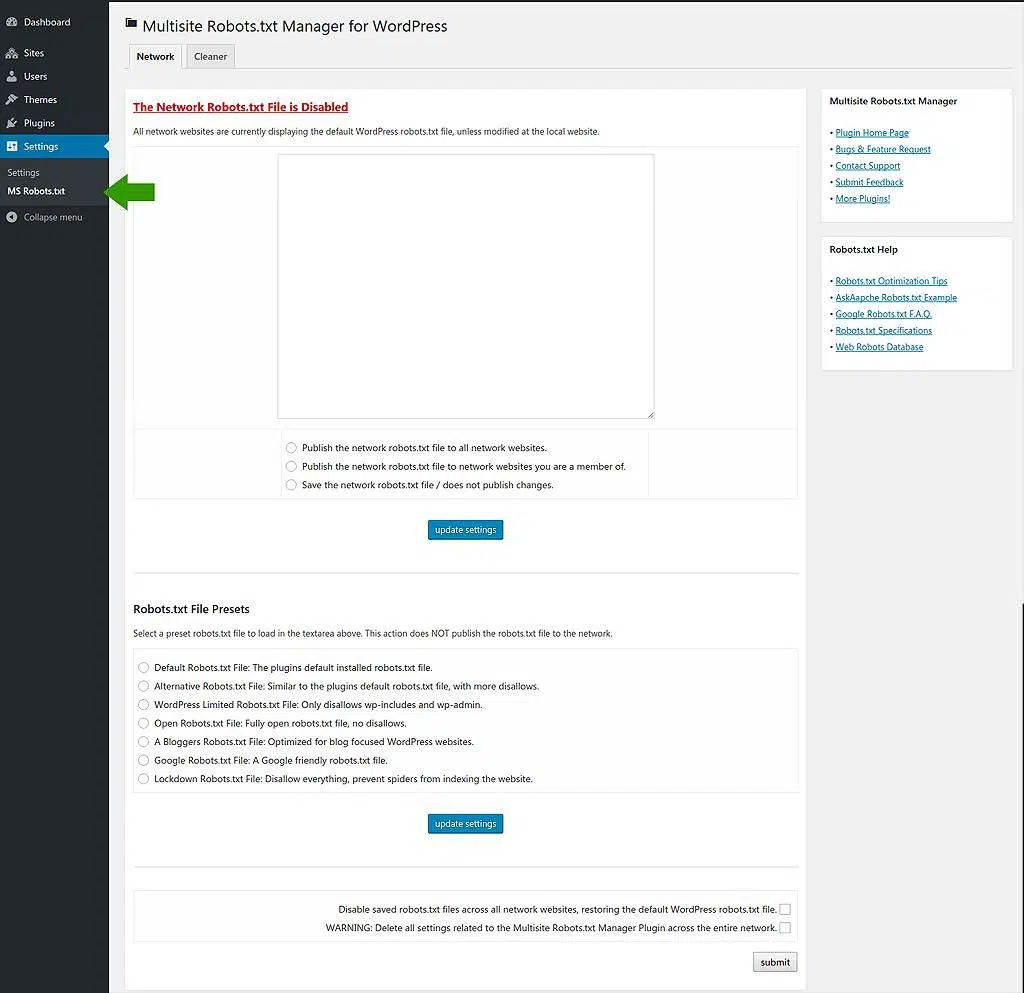 Dashboard
Sites
Users
Themes
Plugins
Settings
Settings
MS Robots.txt
Collapse menu
Multisite Robots.txt Manager for WordPress
Network
Cleaner
The Network Robots.txt File is Disabled
All network websites are currently displaying the default WordPress robots.txt file, unless modified at the local website.
Publish the network robots.txt file to all network websites.
Publish the network robots.txt file to network websites you are a member of.
Save the network robots.txt file / does not publish changes.
update settings
Robots.txt File Presets
Select a preset robots.txt file to load in the textarea above. This action does NOT publish the robots.txt file to the network.
Default Robots.txt File: The plugins default installed robots.txt file.
Alternative Robots.txt File: Similar to the plugins default robots.txt file, with more disallows.
WordPress Limited Robots.txt File: Only disallows wp-includes and wp-admin.
Open Robots.txt File: Fully open robots.txt file, no disallows.
A Bloggers Robots.txt File: Optimized for blog focused WordPress websites.
Google Robots.txt File: A Google friendly robots.txt file.
Lockdown Robots.txt File: Disallow everything, prevent spiders from indexing the website.
update settings
Disable saved robots.txt files across all network websites, restoring the default WordPress robots.txt file.
WARNING: Delete all settings related to the Multisite Robots.txt Manager Plugin across the entire network.
submit
Multisite Robots.txt Manager
• Plugin Home Page
• Bugs & Feature Request
• Contact Support
• Submit Feedback
• More Plugins!
Robots.txt Help
• Robots.txt Optimization Tips
• AskAapche Robots.txt Example
• Google Robots.txt F.A.Q.
• Robots.txt Specifications
• Web Robots Database